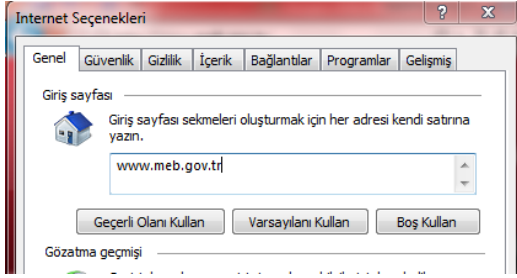 Internet Seçenekleri
Genel Güvenlik Gizlilik İçerik Bağlantılar Programlar Gelişmiş
Giriş sayfası
Giriş sayfası sekmeleri oluşturmak için her adresi kendi satırına
yazın.
www.meb.gov.tr
Geçerli Olanı Kullan Varsayılanı Kullan Boş Kullan
Gözatma geçmişi